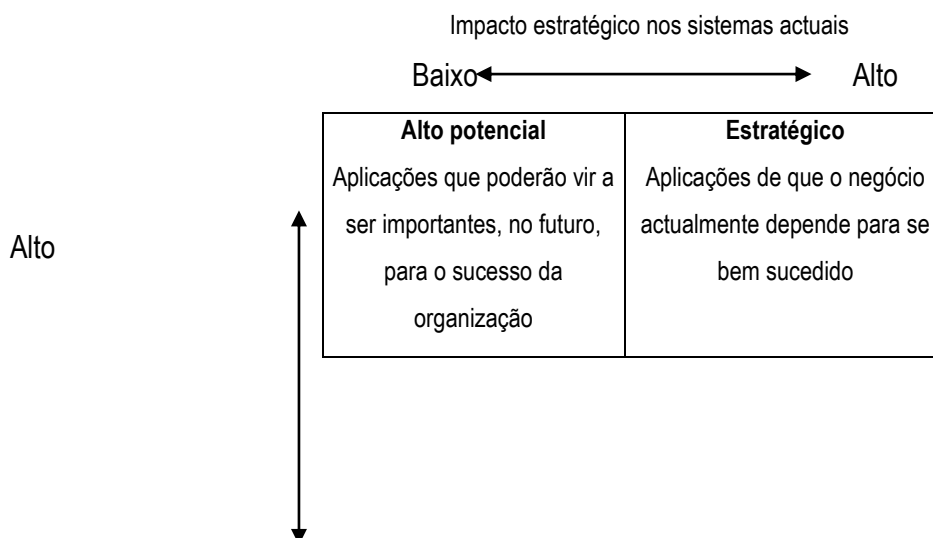 Impacto estratégico nos sistemas actuais
Baixo Alto
Alto potencial
Aplicações que poderão vir a
ser importantes, no futuro,
para o sucesso da
organização
Estratégico
Aplicações de que o negócio
actualmente depende para se
bem sucedido
Alto